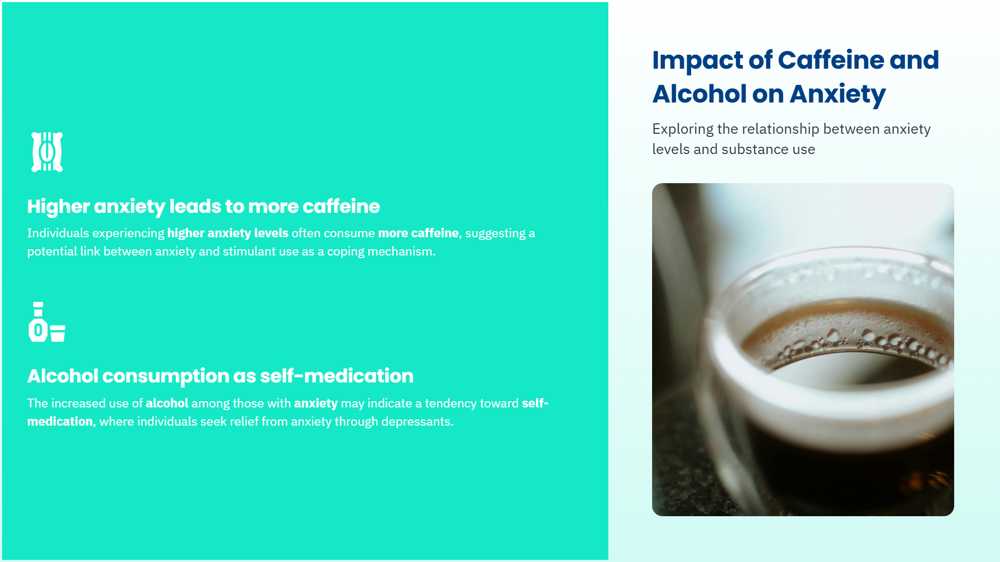 Impact of Caffeine and
Alcohol on Anxiety
Exploring the relationship between anxiety
levels and substance use
Higher anxiety leads to more caffeine
Individuals experiencing higher anxiety levels often consume more caffeine, suggesting a
potential link between anxiety and stimulant use as a coping mechanism.
Alcohol consumption as self-medication
The increased use of alcohol among those with anxiety may indicate a tendency toward self-
medication, where individuals seek relief from anxiety through depressants.